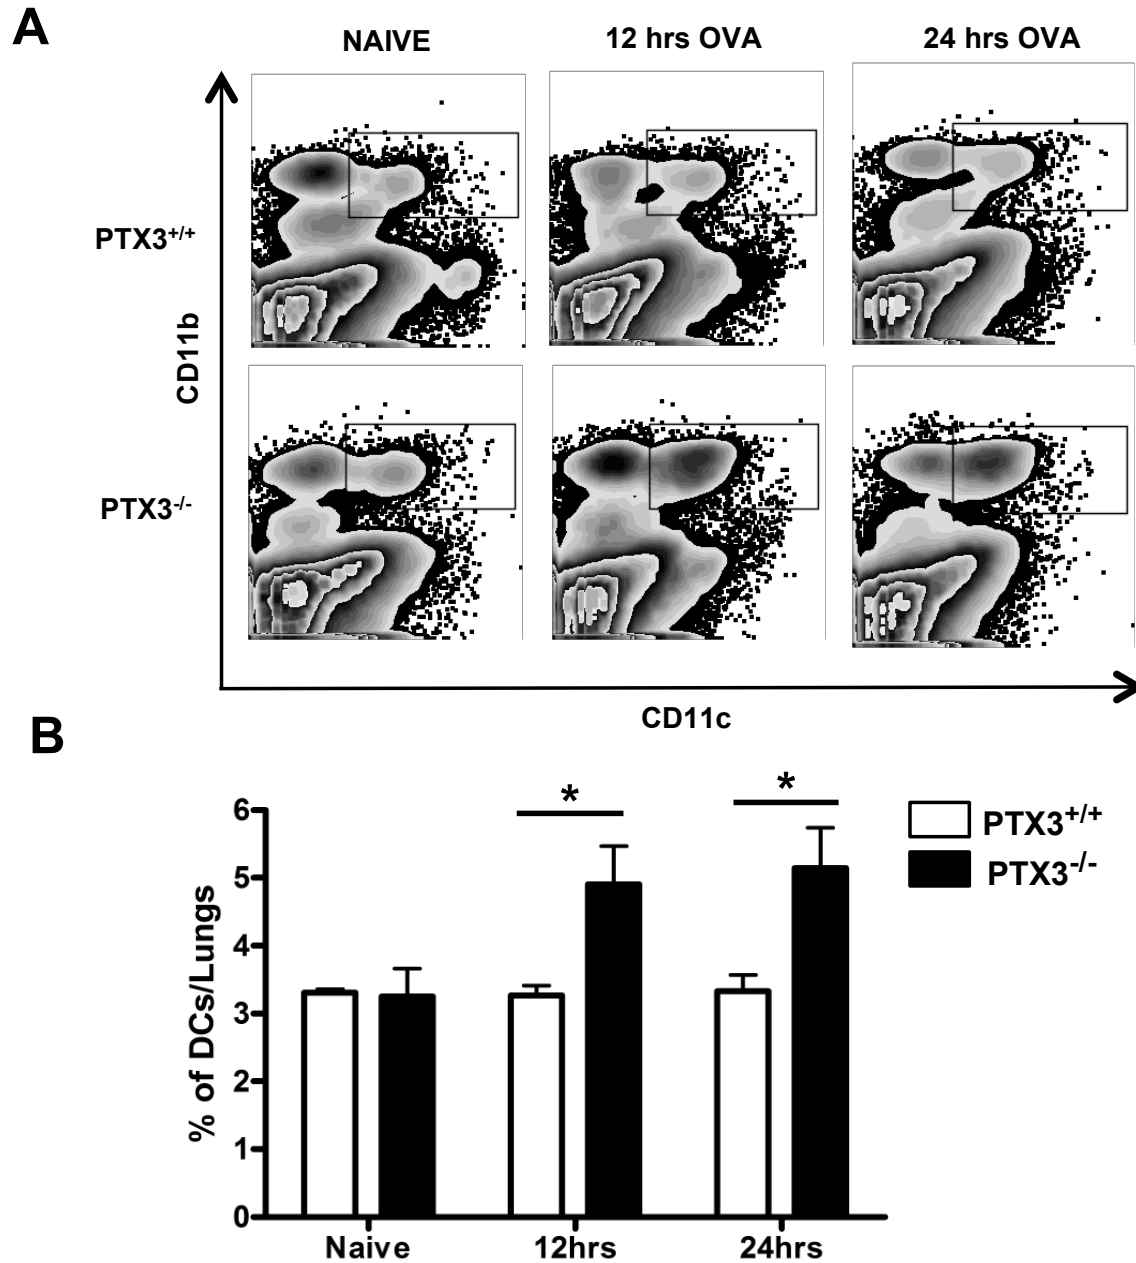 A
NAIVE 12 hrs OVA 24 hrs OVA
PTX3+/+
CD11b
PTX3-/-
CD11c
B
% of DCs/Lungs
6
5
4
3
2
1
0
* *
PTX3+/+
PTX3-/-
Naive 12hrs 24hrs